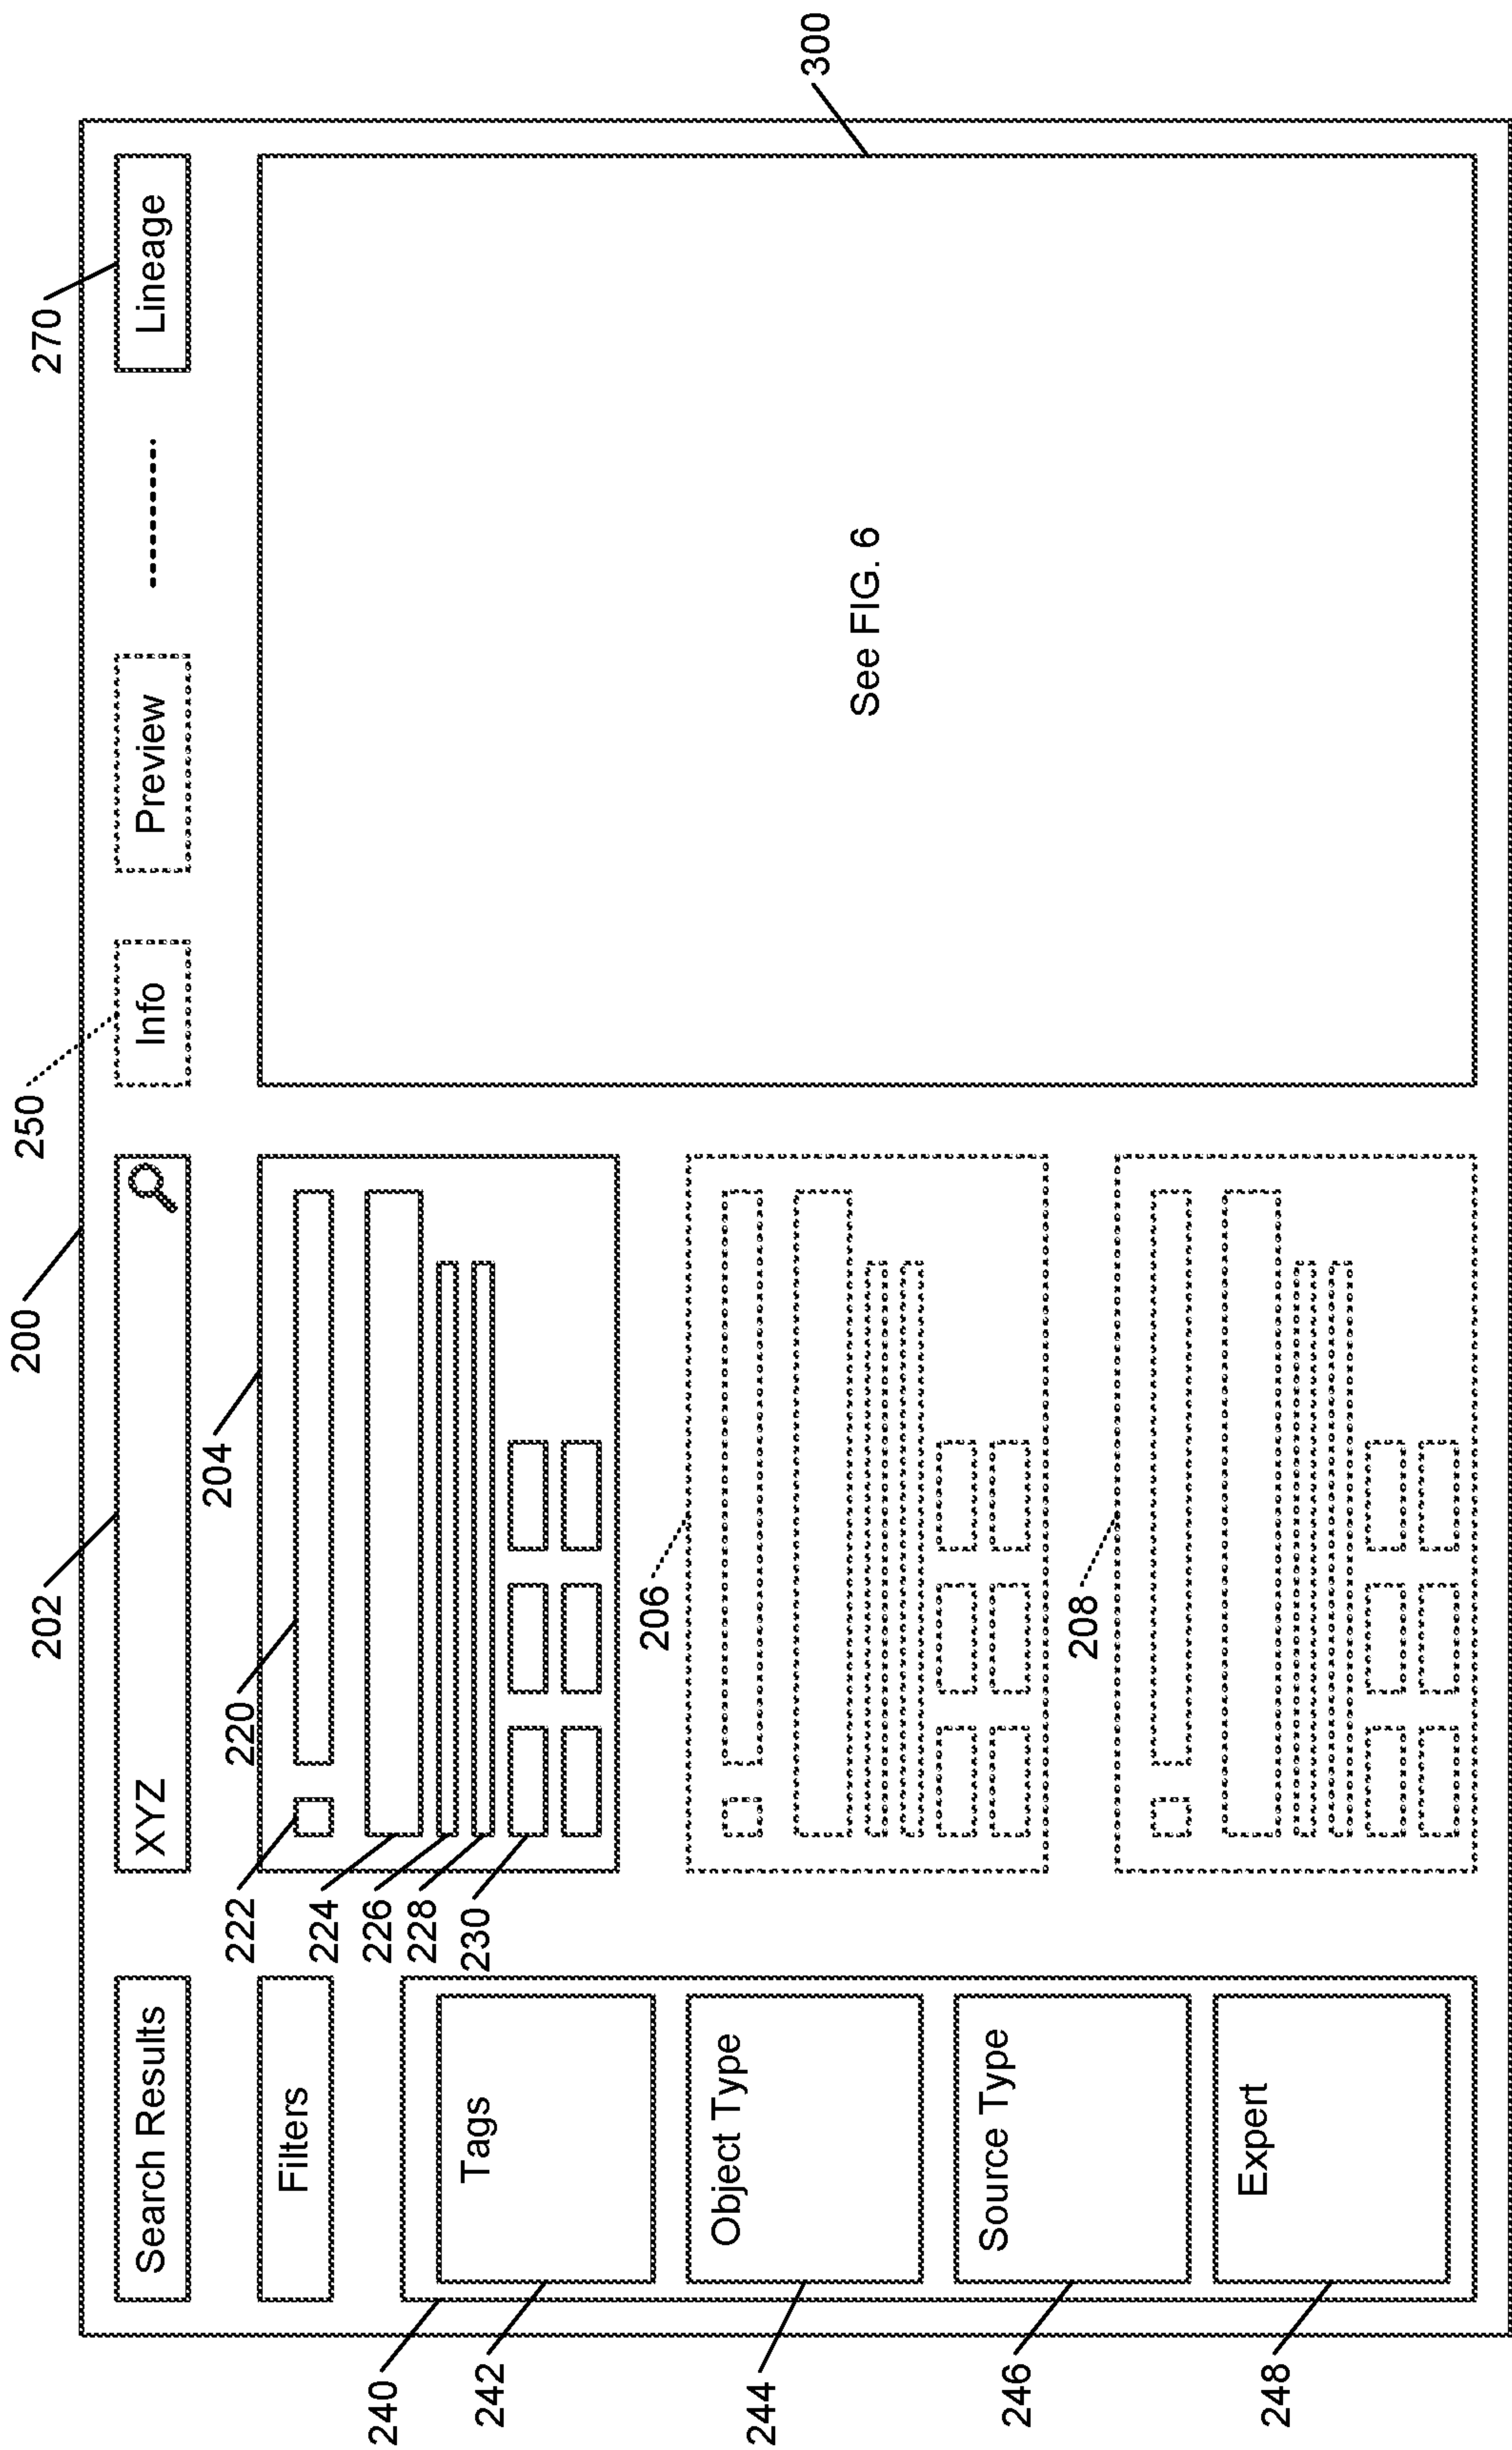 200
202
250
270
Search Results
XYZ
Info
Preview
Lineage
Filters
204
220
222
224
226
228
230
206
208
240
242
Tags
244
Object Type
246
Source Type
248
Expert
See FIG. 6
300